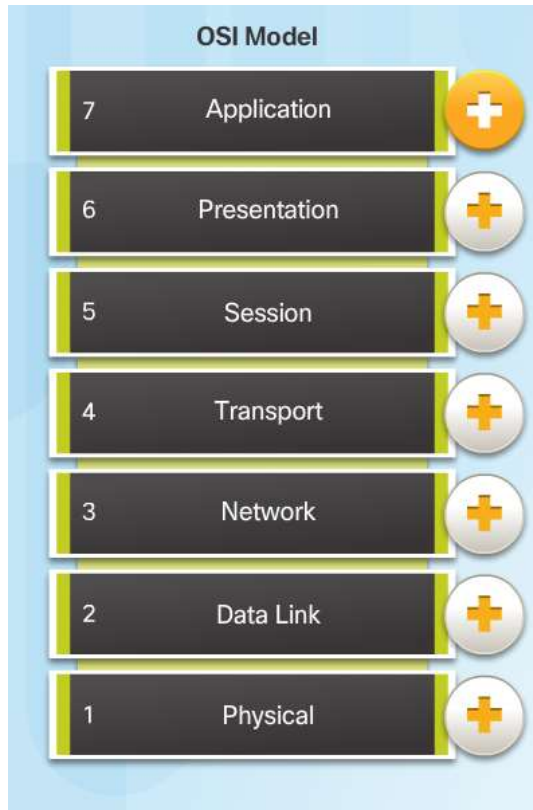 OSI Model
7 Application
6 Presentation
5 Session
4 Transport
3 Network
2 Data Link
1 Physical